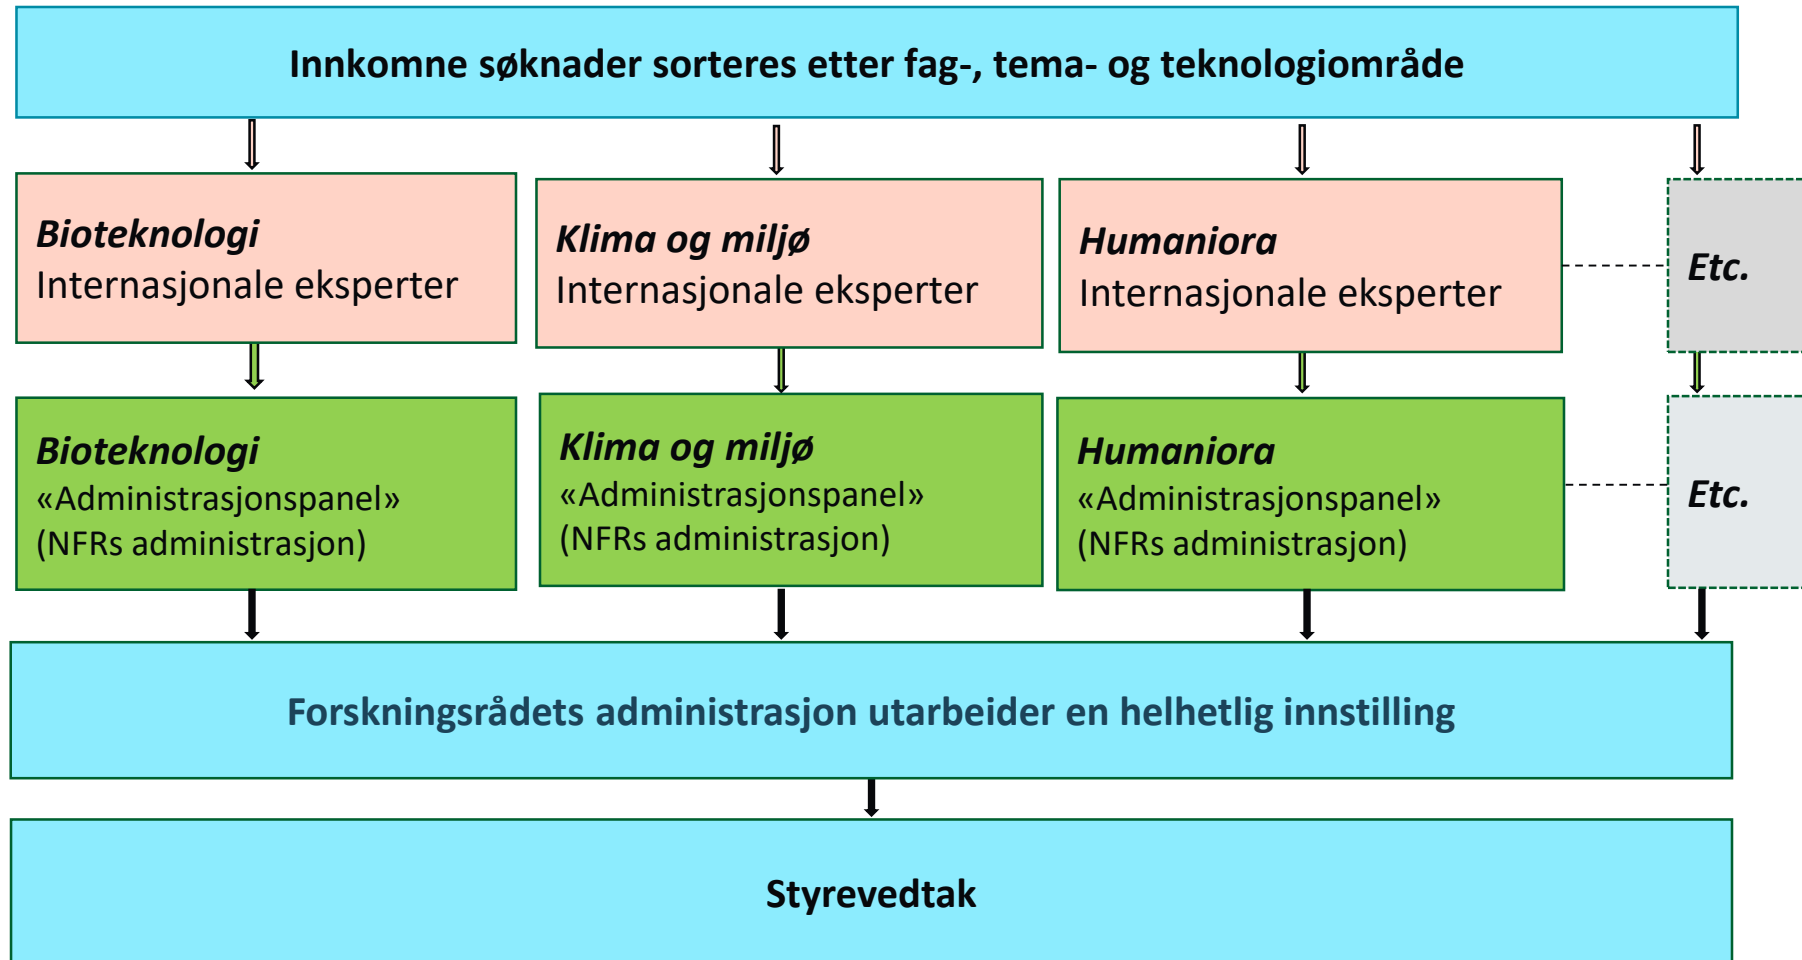 Innkomne søknader sorteres etter fag-, tema- og teknologiområde
Bioteknologi
Internasjonale eksperter
Klima og miljø
Internasjonale eksperter
Humaniora
Internasjonale eksperter
Etc.
Bioteknologi
«Administrasjonspanel»
(NFRs administrasjon)
Klima og miljø
«Administrasjonspanel»
(NFRs administrasjon)
Humaniora
«Administrasjonspanel»
(NFRs administrasjon)
Etc.
Forskningsrådets administrasjon utarbeider en helhetlig innstilling
Styrevedtak